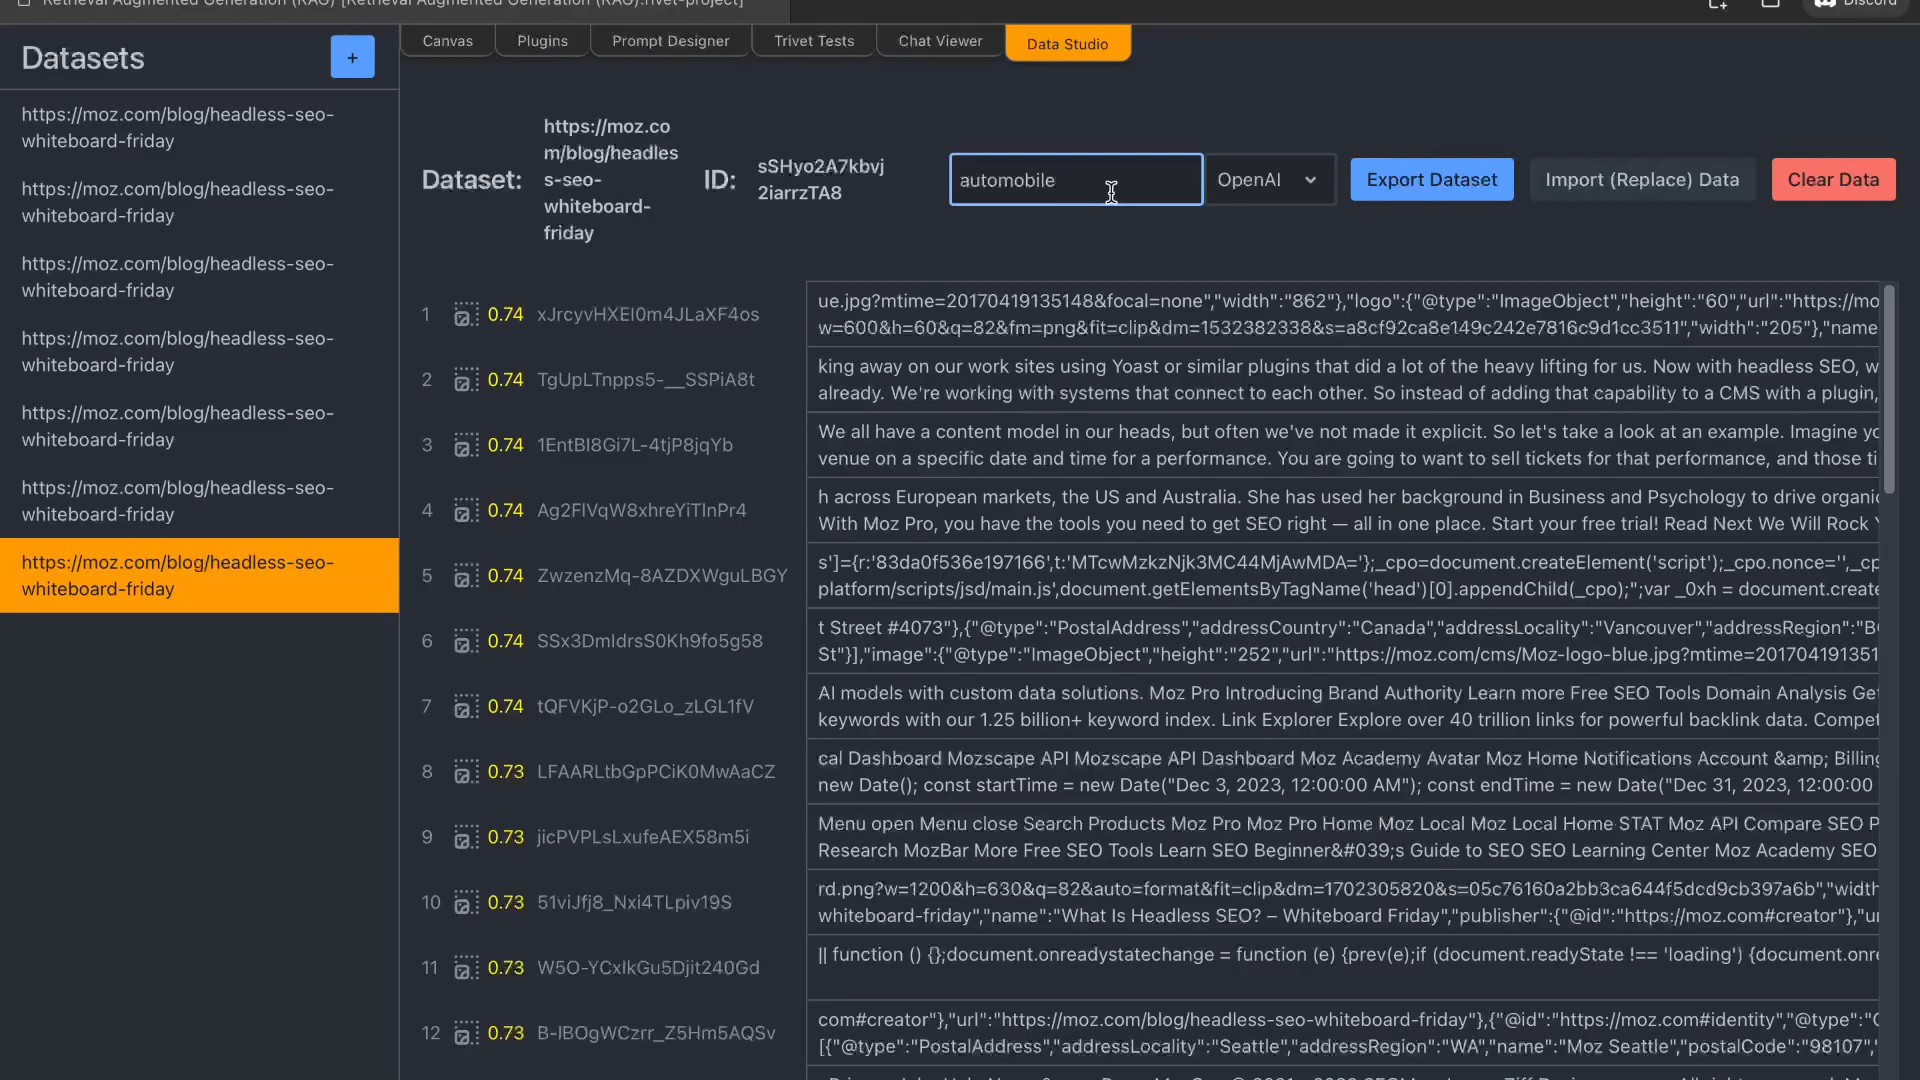 Retrieval Augmented Generation (RAG) [Retrieval Augmented Generation (RAG).rivet-project]
Discord
Datasets
+
Canvas
Plugins
Prompt Designer
Trivet Tests
Chat Viewer
Data Studio
https://moz.com/blog/headless-seo-
whiteboard-friday
https://moz.com/blog/headless-seo-
whiteboard-friday
https://moz.com/blog/headless-seo-
whiteboard-friday
https://moz.com/blog/headless-seo-
whiteboard-friday
https://moz.com/blog/headless-seo-
whiteboard-friday
https://moz.com/blog/headless-seo-
whiteboard-friday
https://moz.com/blog/headless-seo-
whiteboard-friday
Dataset:
https://moz.co
m/blog/headles
s-seo-
whiteboard-
friday
ID:
sSHyo2A7kbvj
2iarrzTA8
automobile
OpenAI
Export Dataset
Import (Replace) Data
Clear Data
1 0.74 xJrcyvHXEI0m4JLaXF4os
ue.jpg?mtime=20170419135148&focal=none","width":"862"},"logo":{"@type":"ImageObject","height":"60","url":"https://mo
w=600&h=60&q=82&fm=png&fit=clip&dm=1532382338&s=a8cf92ca8e149c242e7816c9d1cc3511","width":"205"},"name
2 0.74 TgUpLTnpps5-__SSPiA8t
king away on our work sites using Yoast or similar plugins that did a lot of the heavy lifting for us. Now with headless SEO, w
already. We're working with systems that connect to each other. So instead of adding that capability to a CMS with a plugin,
3 0.74 1EntBI8Gi7L-4tjP8jqYb
We all have a content model in our heads, but often we've not made it explicit. So let's take a look at an example. Imagine yo
venue on a specific date and time for a performance. You are going to want to sell tickets for that performance, and those ti
4 0.74 Ag2FlVqW8xhreYiTInPr4
h across European markets, the US and Australia. She has used her background in Business and Psychology to drive organic
With Moz Pro, you have the tools you need to get SEO right — all in one place. Start your free trial! Read Next We Will Rock Y
5 0.74 ZwzenzMq-8AZDXWguLBGY
s']={r:'83da0f536e197166',t:'MTcwMzkzNjk3MC44MjAwMDA='};_cpo=document.createElement('script');_cpo.nonce='',_cp
platform/scripts/jsd/main.js',document.getElementsByTagName('head')[0].appendChild(_cpo);";var _0xh = document.create
6 0.74 SSx3DmIdrsS0Kh9fo5g58
t Street #4073"},{"@type":"PostalAddress","addressCountry":"Canada","addressLocality":"Vancouver","addressRegion":"BC
St"}],"image":{"@type":"ImageObject","height":"252","url":"https://moz.com/cms/Moz-logo-blue.jpg?mtime=201704191351
7 0.74 tQFVKjP-o2GLo_zLGL1fV
AI models with custom data solutions. Moz Pro Introducing Brand Authority Learn more Free SEO Tools Domain Analysis Get
keywords with our 1.25 billion+ keyword index. Link Explorer Explore over 40 trillion links for powerful backlink data. Compet
8 0.73 LFAARLtbGpPCiK0MwAaCZ
cal Dashboard Mozscape API Mozscape API Dashboard Moz Academy Avatar Moz Home Notifications Account &amp; Billing
new Date(); const startTime = new Date("Dec 3, 2023, 12:00:00 AM"); const endTime = new Date("Dec 31, 2023, 12:00:00
9 0.73 jicPVPLsLxufeAEX58m5i
Menu open Menu close Search Products Moz Pro Moz Pro Home Moz Local Moz Local Home STAT Moz API Compare SEO P
Research MozBar More Free SEO Tools Learn SEO Beginner&#039;s Guide to SEO SEO Learning Center Moz Academy SEO
10 0.73 51viJfj8_Nxi4TLpiv19S
rd.png?w=1200&h=630&q=82&auto=format&fit=clip&dm=1702305820&s=05c76160a2bb3ca644f5dcd9cb397a6b","width
whiteboard-friday","name":"What Is Headless SEO? – Whiteboard Friday","publisher":{"@id":"https://moz.com#creator"},"ur
11 0.73 W5O-YCxIkGu5Djit240Gd
|| function () {};document.onreadystatechange = function (e) {prev(e);if (document.readyState !== 'loading') {document.onre
12 0.73 B-lBOgWCzrr_Z5Hm5AQSv
com#creator"},"url":"https://moz.com/blog/headless-seo-whiteboard-friday"},{"@id":"https://moz.com#identity","@type":"O
[{"@type":"PostalAddress","addressLocality":"Seattle","addressRegion":"WA","name":"Moz Seattle","postalCode":"98107","